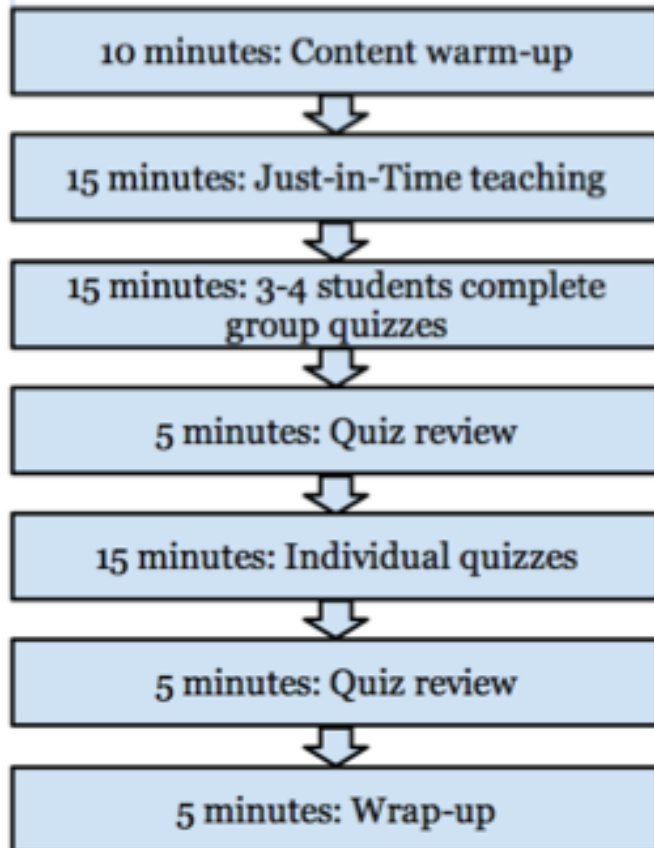 10 minutes: Content warm-up
15 minutes: Just-in-Time teaching
15 minutes: 3-4 students complete
group quizzes
5 minutes: Quiz review
15 minutes: Individual quizzes
5 minutes: Quiz review
5 minutes: Wrap-up